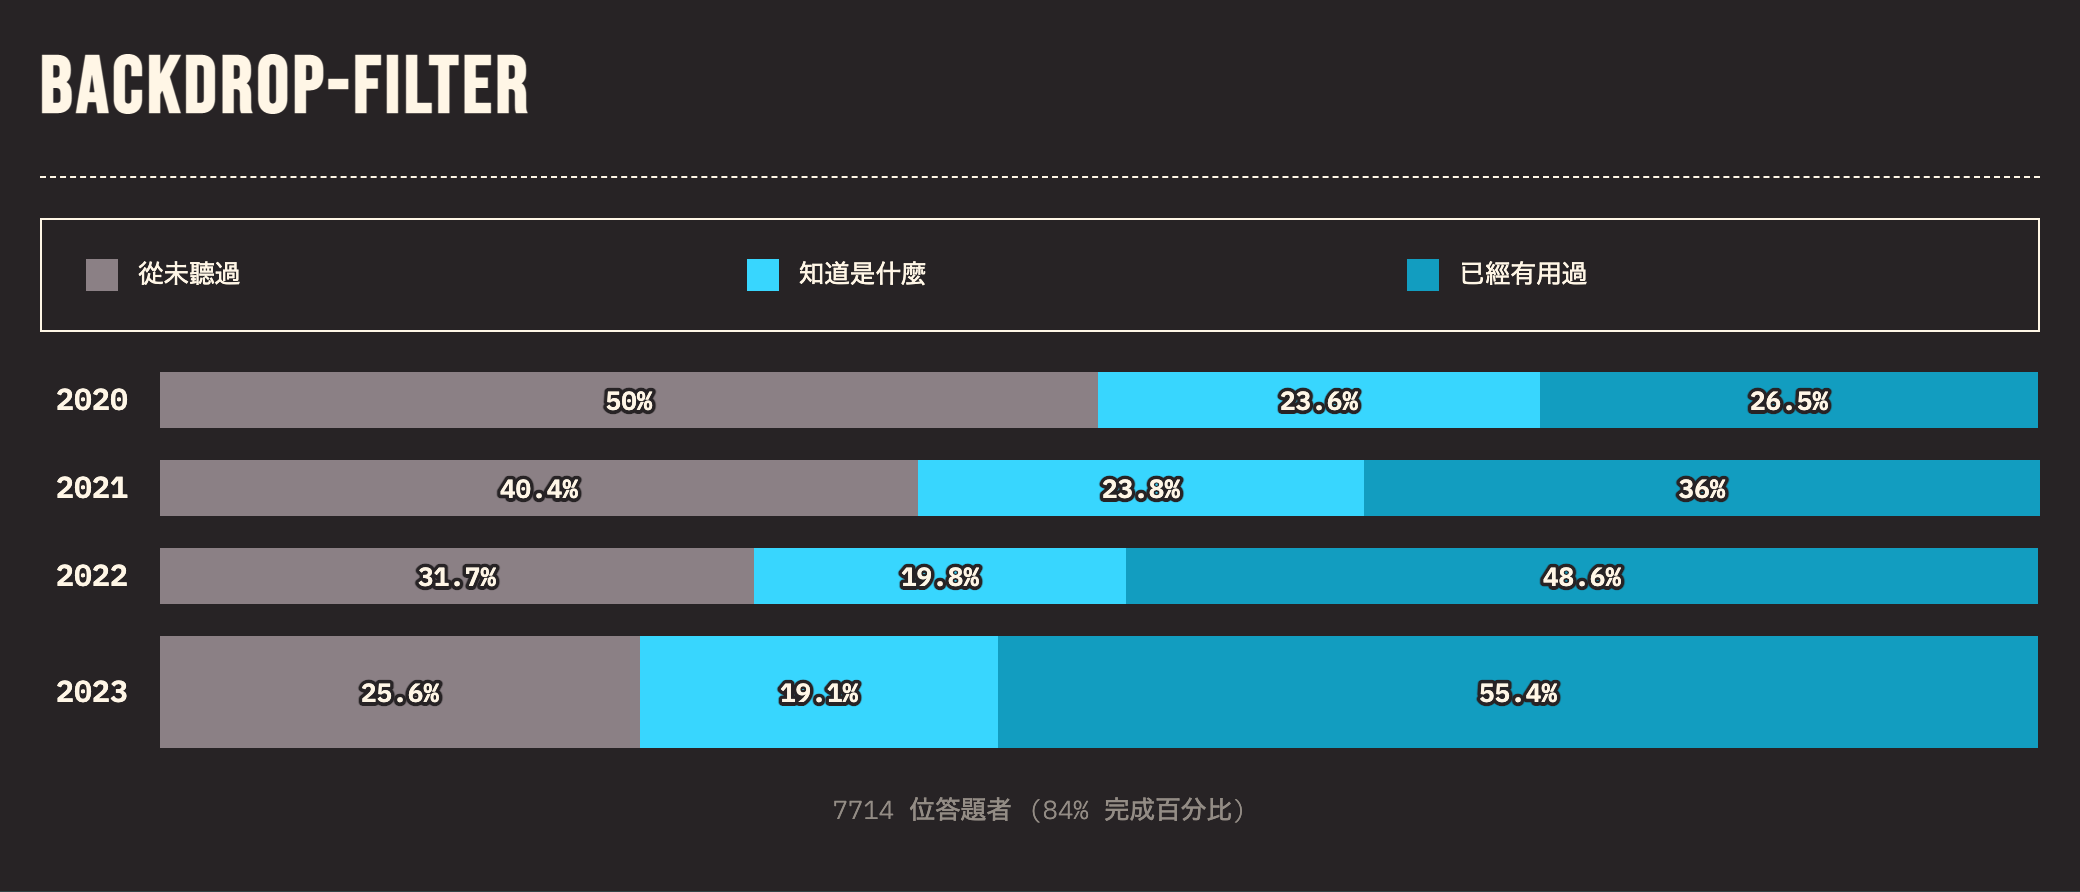 BACKDROP-FILTER
從未聽過 知道是什麼 已經有用過
2020 50% 23.6% 26.5%
2021 40.4% 23.8% 36%
2022 31.7% 19.8% 48.6%
2023 25.6% 19.1% 55.4%
7714 位答題者 (84% 完成百分比)